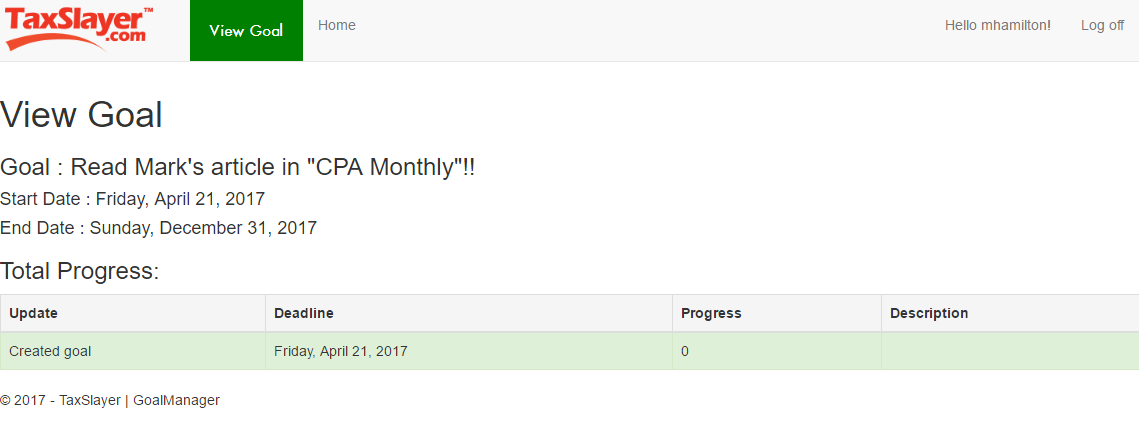 TaxSlayer™ .com
View Goal
Home
Hello mhamilton!
Log off
View Goal
Goal : Read Mark's article in "CPA Monthly"!!
Start Date : Friday, April 21, 2017
End Date : Sunday, December 31, 2017
Total Progress:
Update Deadline Progress Description
Created goal Friday, April 21, 2017 0
© 2017 - TaxSlayer | GoalManager